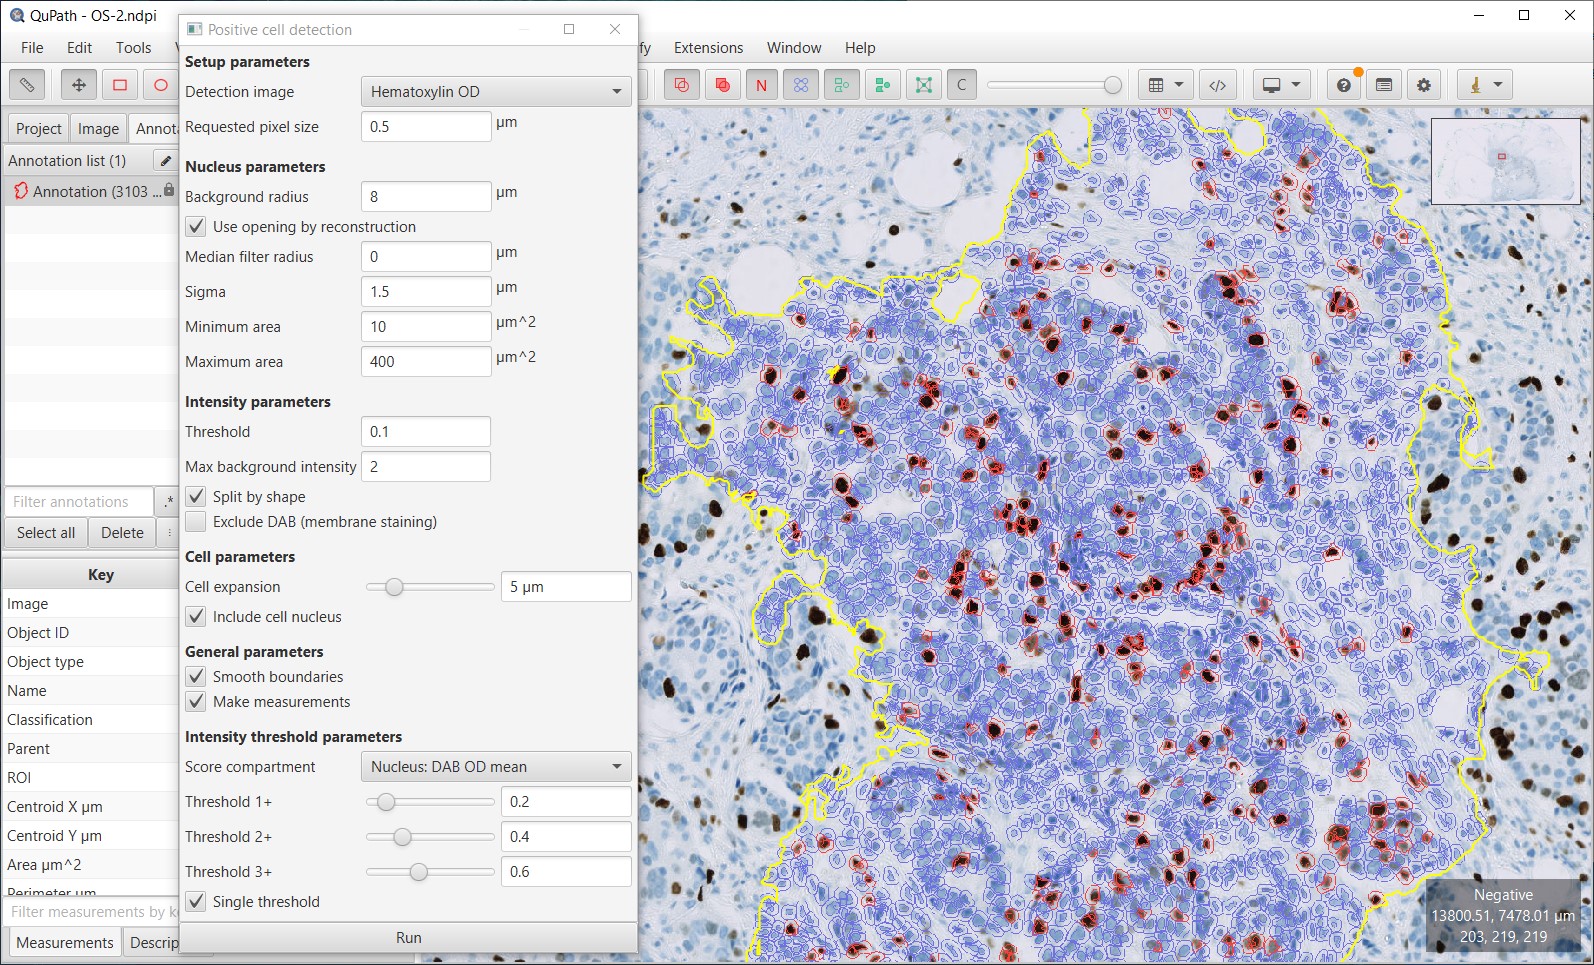 QuPath - OS-2.ndpi
File Edit Tools
Extensions Window Help
Positive cell detection
Setup parameters
Detection image Hematoxylin OD
Requested pixel size 0.5 µm
Nucleus parameters
Background radius 8 µm
Use opening by reconstruction
Median filter radius 0 µm
Sigma 1.5 µm
Minimum area 10 µm^2
Maximum area 400 µm^2
Intensity parameters
Threshold 0.1
Max background intensity 2
Split by shape
Exclude DAB (membrane staining)
Cell parameters
Cell expansion 5 µm
Include cell nucleus
General parameters
Smooth boundaries
Make measurements
Intensity threshold parameters
Score compartment Nucleus: DAB OD mean
Threshold 1+ 0.2
Threshold 2+ 0.4
Threshold 3+ 0.6
Single threshold
Run
N C
Project Image Annota
Annotation list (1)
Annotation (3103 ...
Filter annotations .*
Select all Delete
Key
Image
Object ID
Object type
Name
Classification
Parent
ROI
Centroid X µm
Centroid Y µm
Area µm^2
Perimeter µm
Filter measurements by k
Measurements Descrip
Negative
13800.51, 7478.01 µm
203, 219, 219